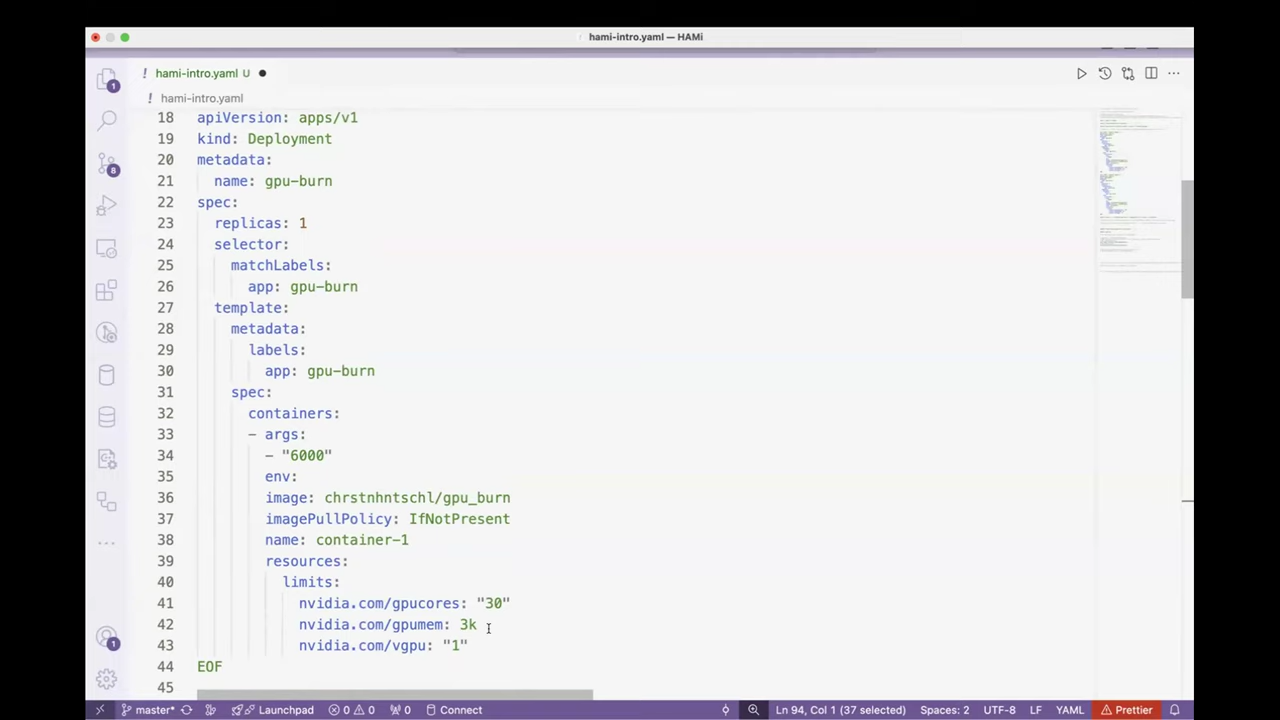 hami-intro.yaml — HAMi
! hami-intro.yaml U
! hami-intro.yaml
18 apiVersion: apps/v1
19 kind: Deployment
20 metadata:
21 name: gpu-burn
22 spec:
23 replicas: 1
24 selector:
25 matchLabels:
26 app: gpu-burn
27 template:
28 metadata:
29 labels:
30 app: gpu-burn
31 spec:
32 containers:
33 - args:
34 - "6000"
35 env:
36 image: chrstnhntschl/gpu_burn
37 imagePullPolicy: IfNotPresent
38 name: container-1
39 resources:
40 limits:
41 nvidia.com/gpucores: "30"
42 nvidia.com/gpumem: 3k
43 nvidia.com/vgpu: "1"
44 EOF
45
1
8
1
master* Launchpad 0 0 0 Connect Ln 94, Col 1 (37 selected) Spaces: 2 UTF-8 LF YAML Prettier